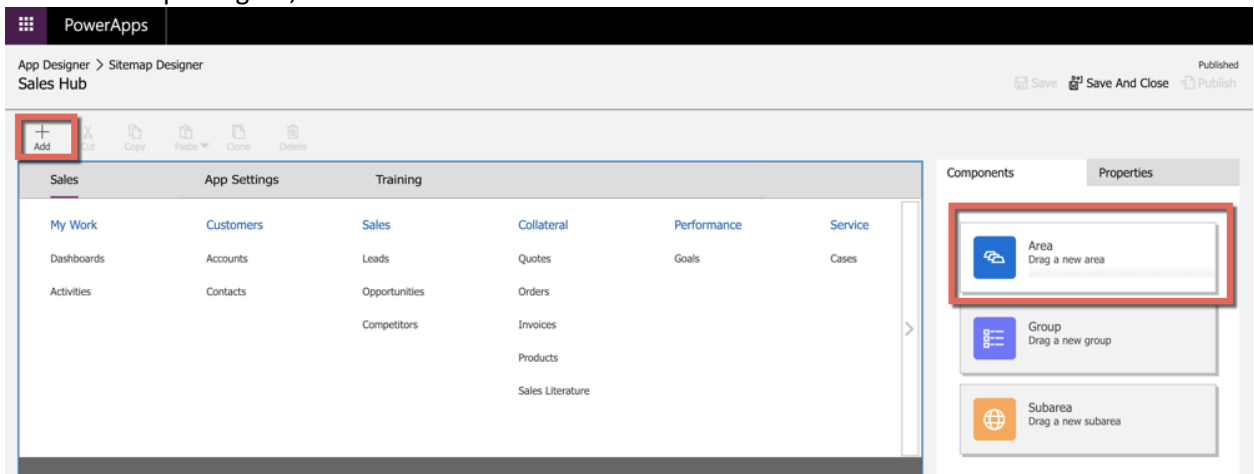 PowerApps
App Designer > Sitemap Designer
Published
Sales Hub
Save Save And Close Publish
Add Cut Copy Paste Clone Delete
Sales App Settings Training
Components Properties
My Work Customers Sales Collateral Performance Service
Dashboards Accounts Leads Quotes Goals Cases
Activities Contacts Opportunities Orders
Competitors Invoices
Products
Sales Literature
Area
Drag a new area
Group
Drag a new group
Subarea
Drag a new subarea